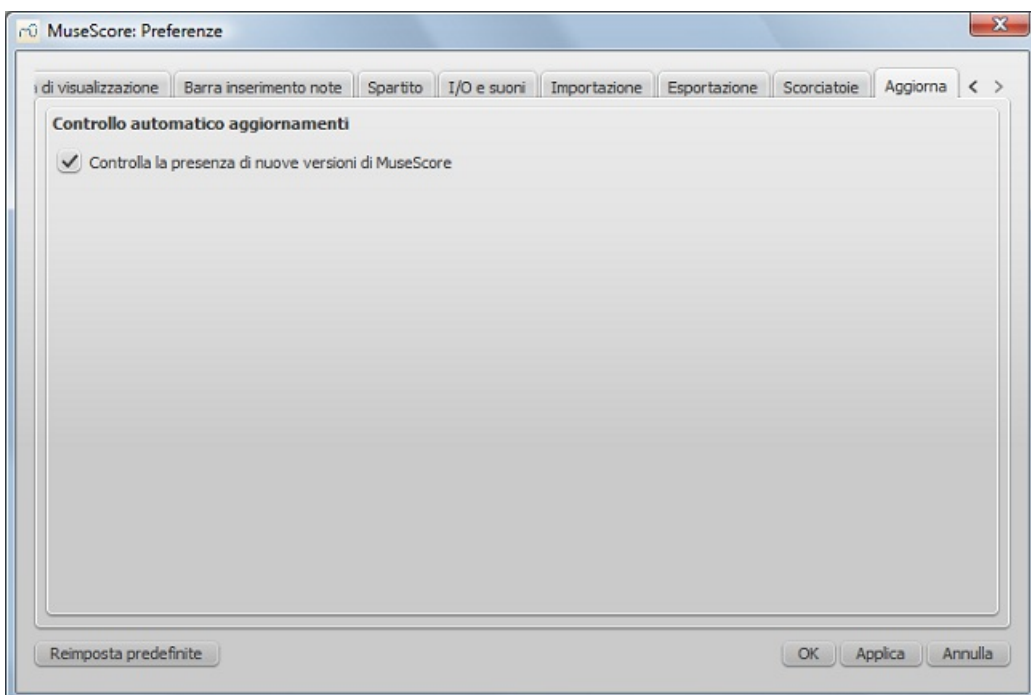 MuseScore: Preferenze
di visualizzazione Barra inserimento note Spartito I/O e suoni Importazione Esportazione Scorciatoie Aggiorna < >
Controllo automatico aggiornamenti
Controlla la presenza di nuove versioni di MuseScore
Reimposta predefinite OK Applica Annulla